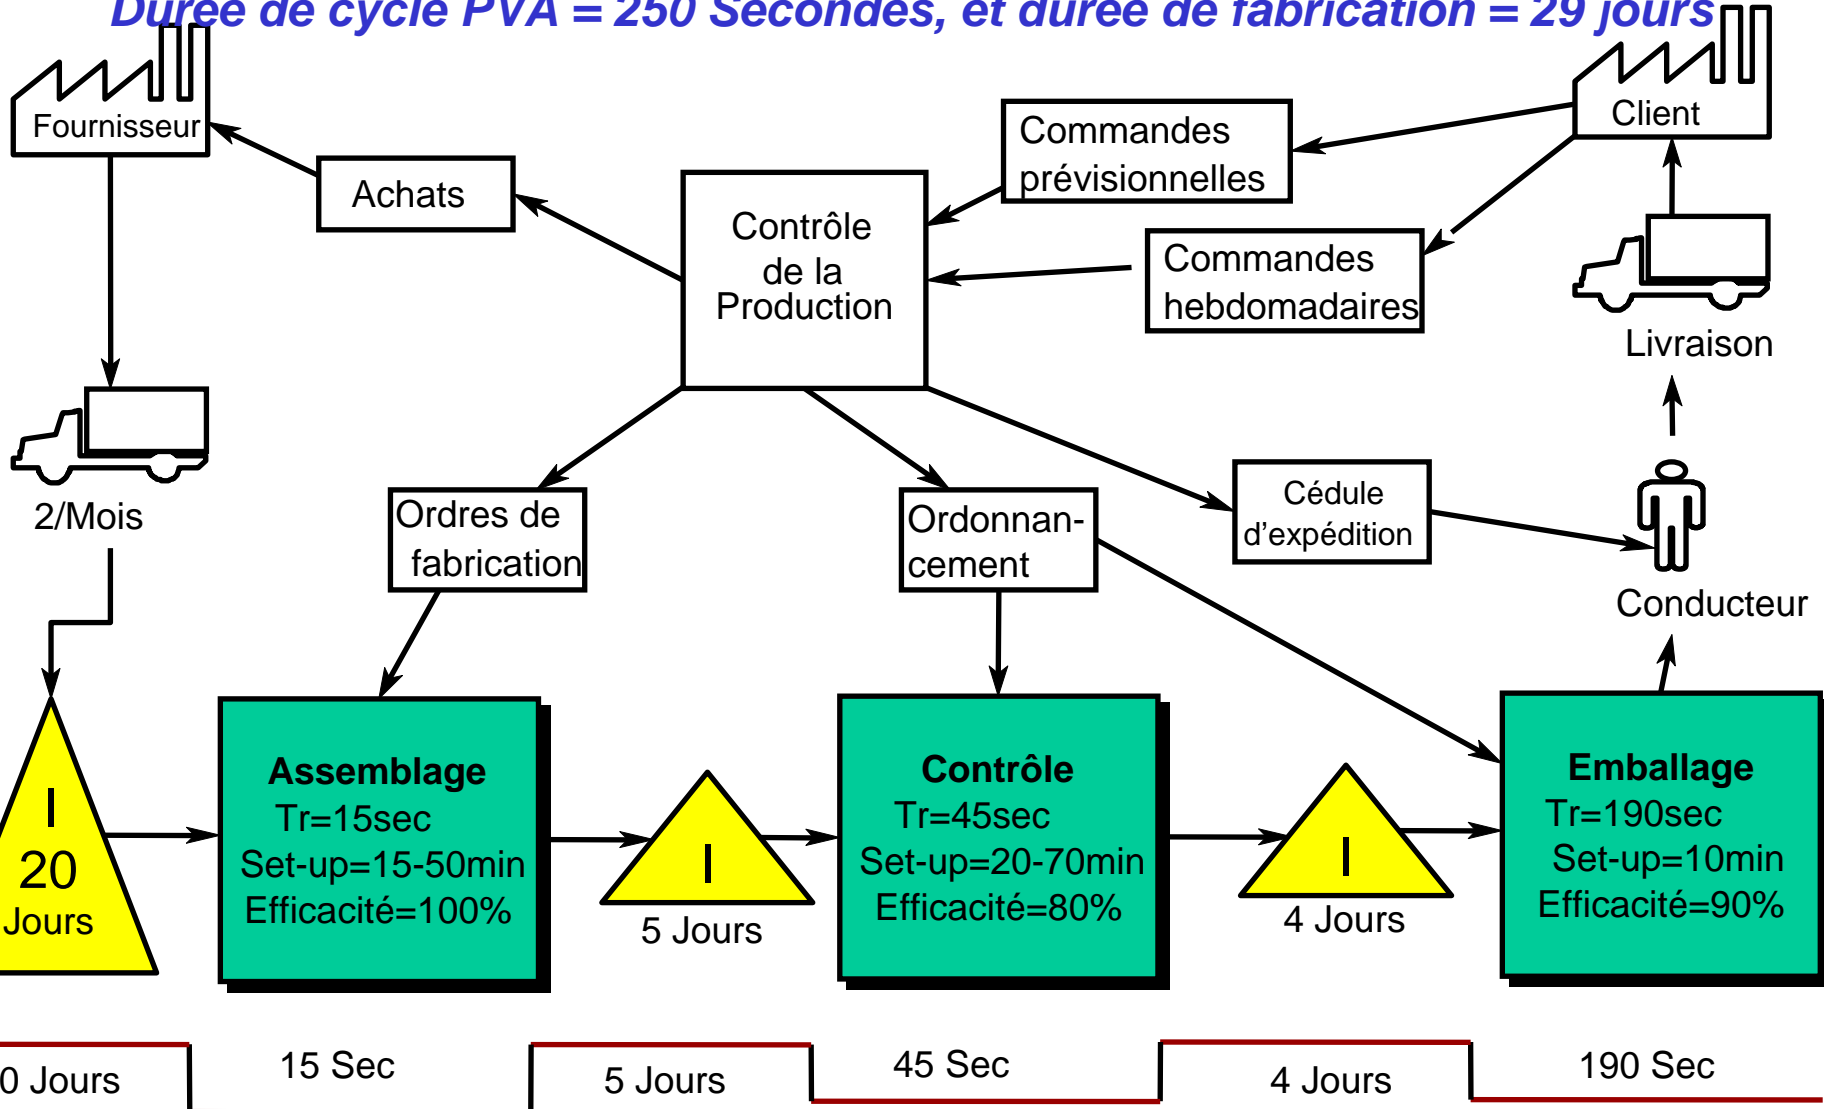 Durée de cycle PVA = 250 Secondes, et durée de fabrication = 29 jours
Fournisseur
Client
Commandes
prévisionnelles
Achats
Contrôle
de la
Production
Commandes
hebdomadaires
Livraison
2/Mois
Ordres de
fabrication
Ordonnan-
cement
Cédule
d'expédition
Conducteur
I
20
Jours
Assemblage
Tr=15sec
Set-up=15-50min
Efficacité=100%
I
5 Jours
Contrôle
Tr=45sec
Set-up=20-70min
Efficacité=80%
I
4 Jours
Emballage
Tr=190sec
Set-up=10min
Efficacité=90%
0 Jours
15 Sec
5 Jours
45 Sec
4 Jours
190 Sec